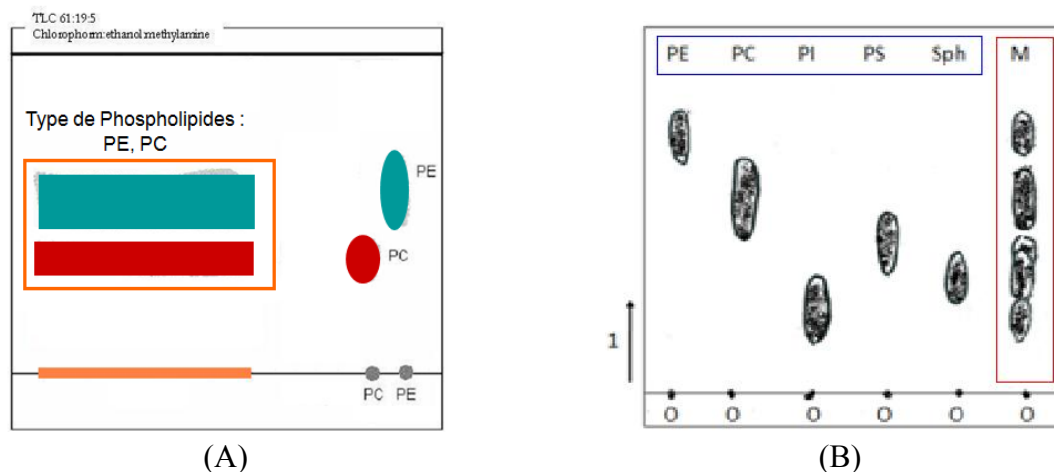 TLC 61:19:5
Chlorophorm:ethanol methylamine
Type de Phospholipides :
PE, PC
PE
PC
PC PE
(A)
PE PC PI PS Sph M
1
O O O O O O
(B)